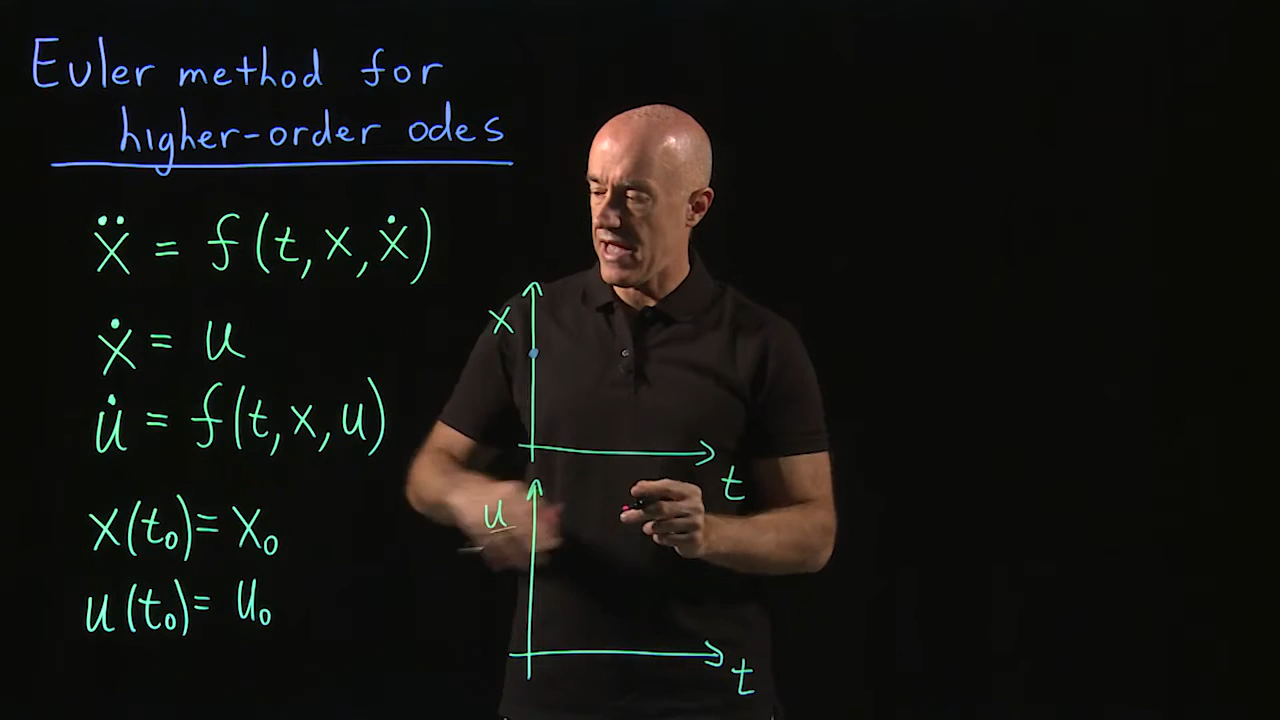 Euler method for
higher-order odes
ẍ = f(t, x, ẋ)
ẋ = u
u̇ = f(t, x, u)
x(t₀) = x₀
u(t₀) = u₀
x
t
u
t